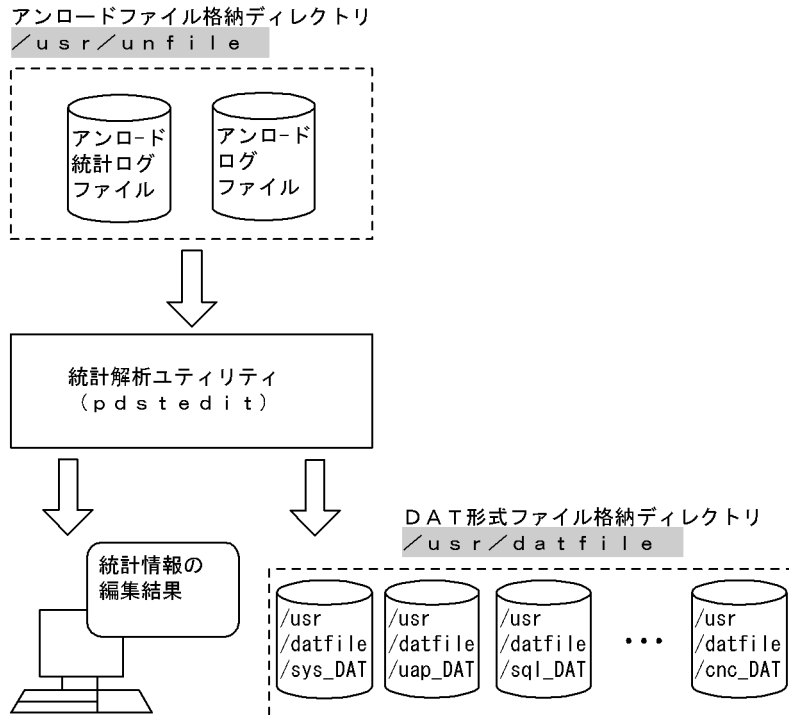 アンロードファイル格納ディレクトリ
／ｕｓｒ／ｕｎｆｉｌｅ
アンロード
統計ログ
ファイル
アンロード
ログ
ファイル
統計解析ユティリティ
（ｐｄｓｔｅｄｉｔ）
ＤＡＴ形式ファイル格納ディレクトリ
／ｕｓｒ／ｄａｔｆｉｌｅ
統計情報の
編集結果
/usr
/datfile
/sys_DAT
/usr
/datfile
/uap_DAT
/usr
/datfile
/sql_DAT
･･･
/usr
/datfile
/cnc_DAT